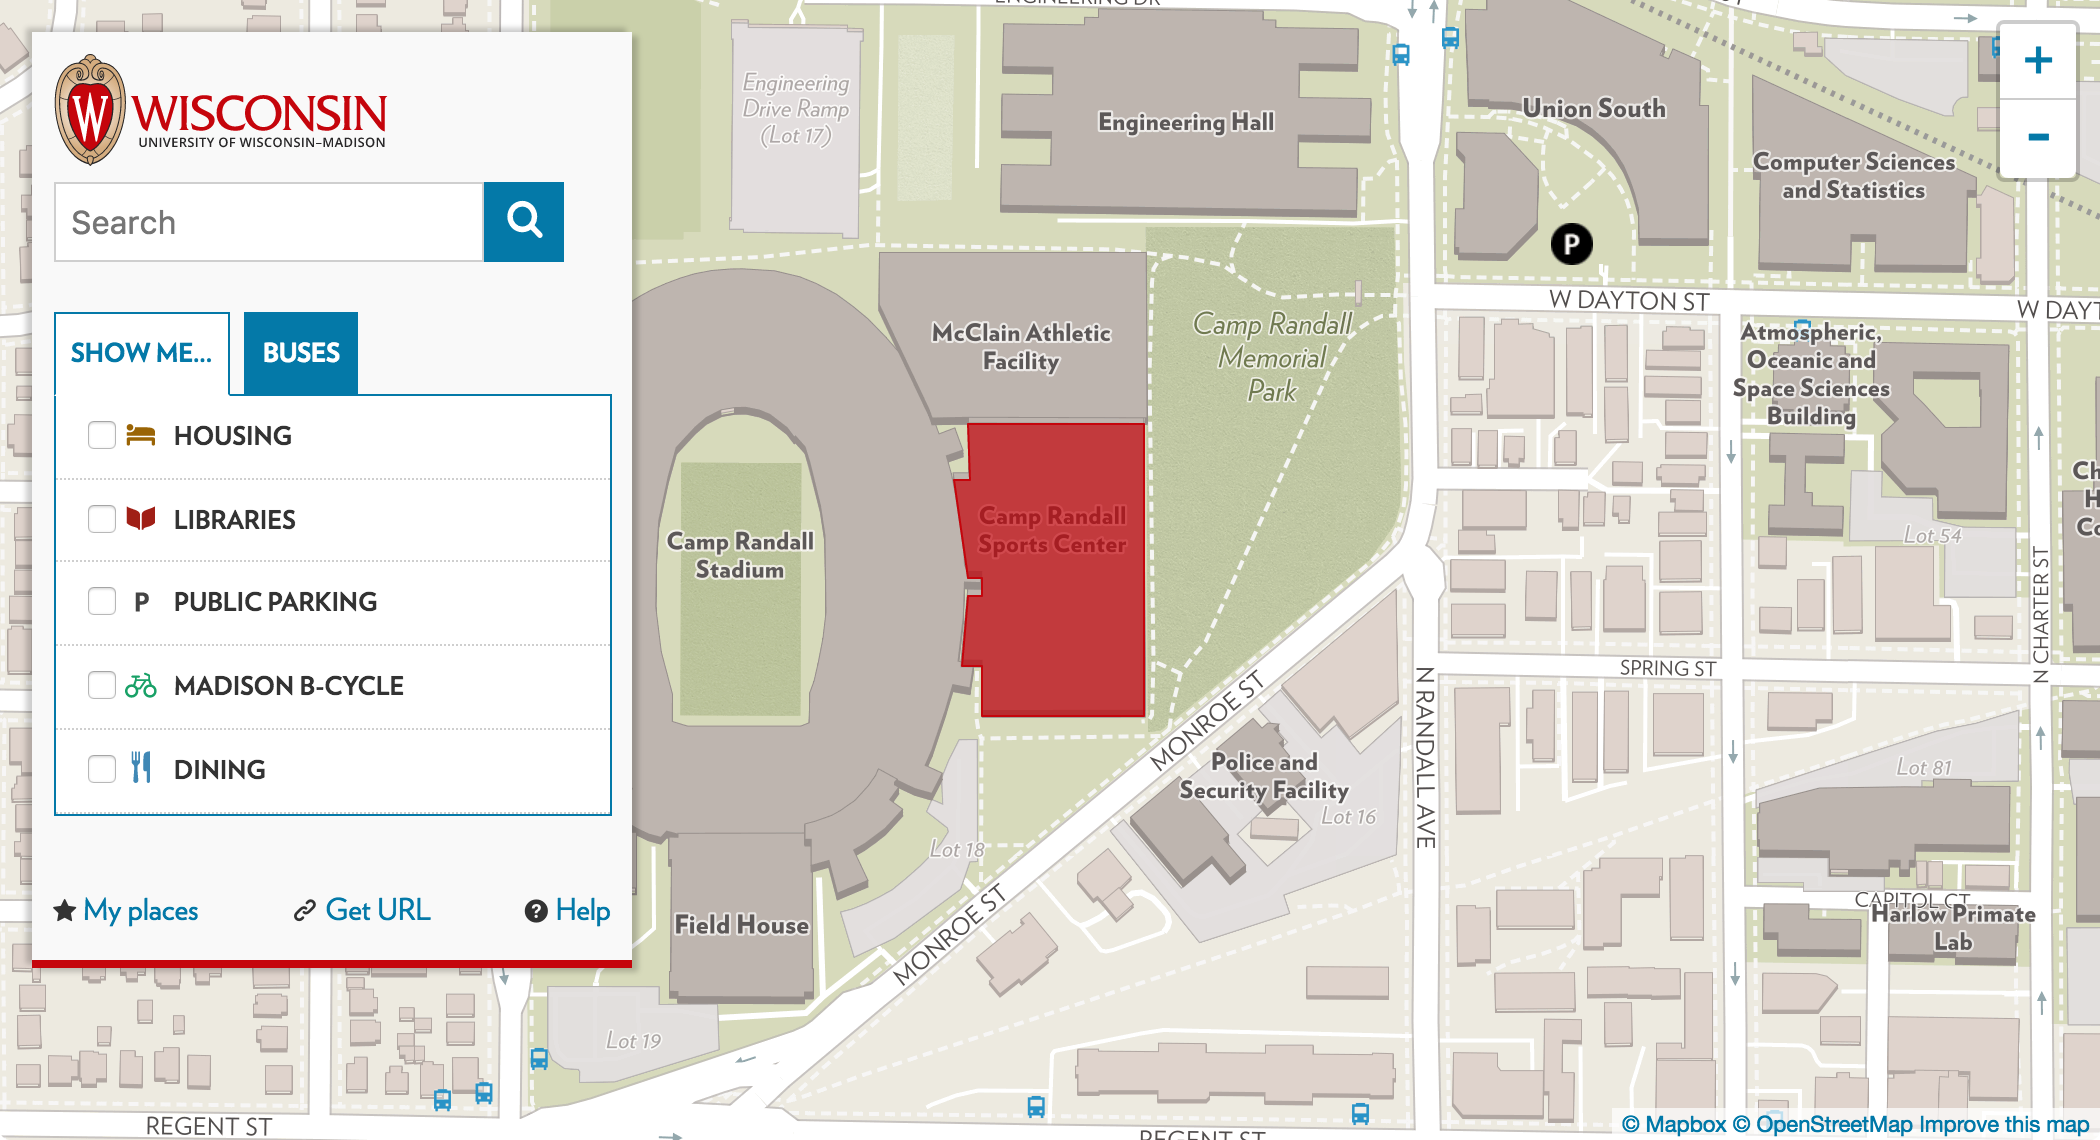 WISCONSIN
UNIVERSITY OF WISCONSIN–MADISON
Search
SHOW ME...
BUSES
HOUSING
LIBRARIES
P PUBLIC PARKING
MADISON B-CYCLE
DINING
My places
Get URL
? Help
ENGINEERING DR
Engineering
Drive Ramp
(Lot 17)
Engineering Hall
Union South
Computer Sciences
and Statistics
P
+
-
W DAYTON ST
W DAYT
McClain Athletic
Facility
Camp Randall
Memorial
Park
Atmospheric,
Oceanic and
Space Sciences
Building
Camp Randall
Stadium
Camp Randall
Sports Center
Lot 54
Ch
H
Co
N CHARTER ST
SPRING ST
N RANDALL AVE
MONROE ST
Police and
Security Facility
Lot 16
Lot 81
Lot 18
CAPITOL CT
Harlow Primate
Lab
Field House
MONROE ST
Lot 19
REGENT ST
REGENT ST
© Mapbox © OpenStreetMap Improve this map